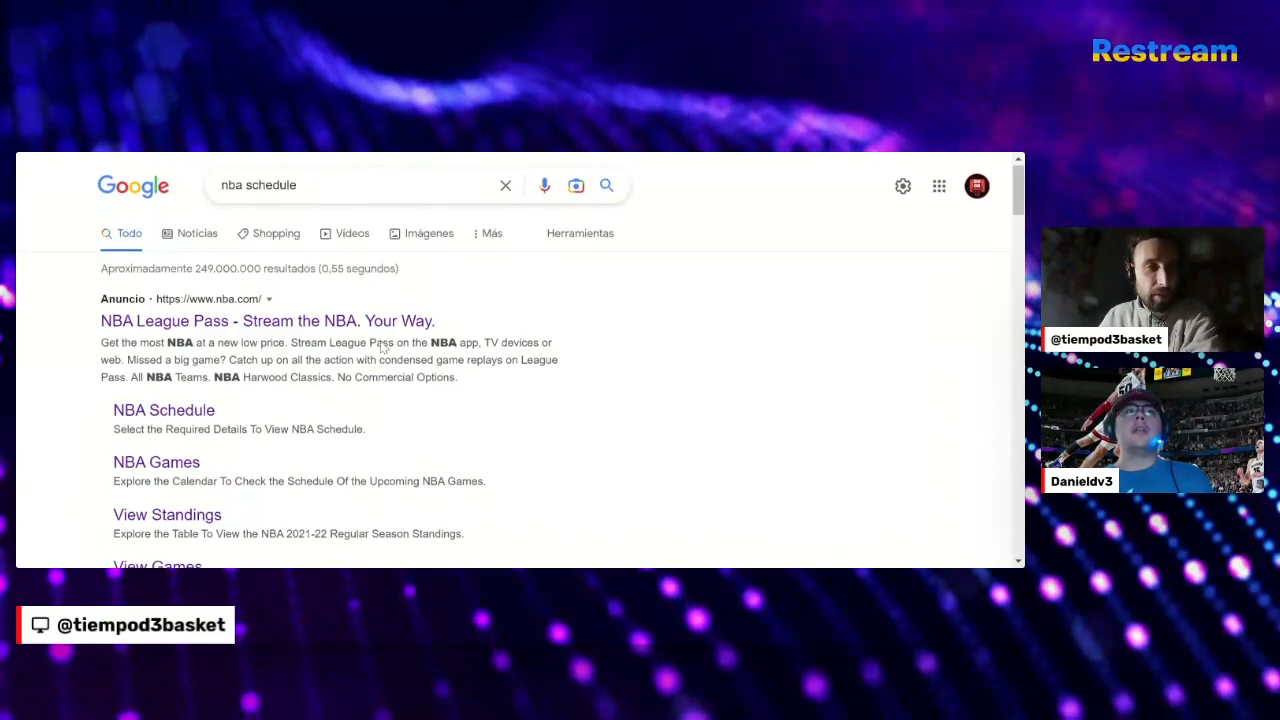 Restream
Google
nba schedule
Todo
Noticias
Shopping
Vídeos
Imágenes
Más
Herramientas
Aproximadamente 249.000.000 resultados (0,55 segundos)
Anuncio · https://www.nba.com/
NBA League Pass - Stream the NBA. Your Way.
Get the most NBA at a new low price. Stream League Pass on the NBA app, TV devices or
web. Missed a big game? Catch up on all the action with condensed game replays on League
Pass. All NBA Teams. NBA Harwood Classics. No Commercial Options.
NBA Schedule
Select the Required Details To View NBA Schedule.
NBA Games
Explore the Calendar To Check the Schedule Of the Upcoming NBA Games.
View Standings
Explore the Table To View the NBA 2021-22 Regular Season Standings.
View Games
@tiempod3basket
50
Danieldv3
@tiempod3basket